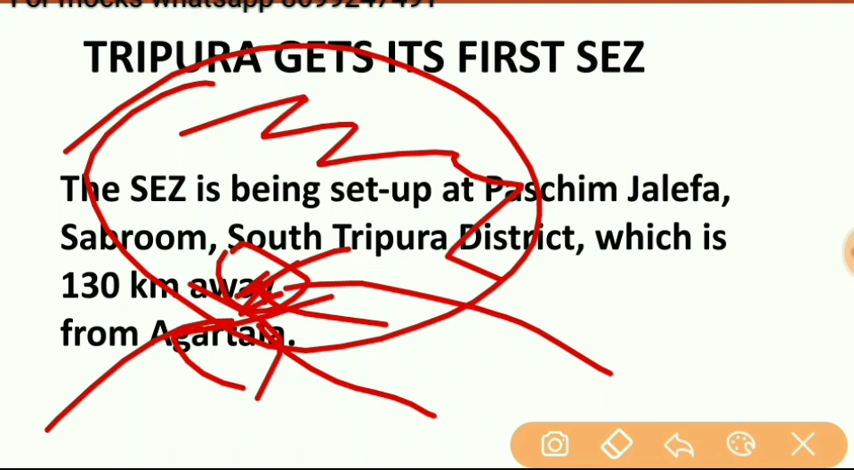 For mocks whatsapp 8699247491
TRIPURA GETS ITS FIRST SEZ
The SEZ is being set-up at Paschim Jalefa,
Sabroom, South Tripura District, which is
130 km away
from Agartala.